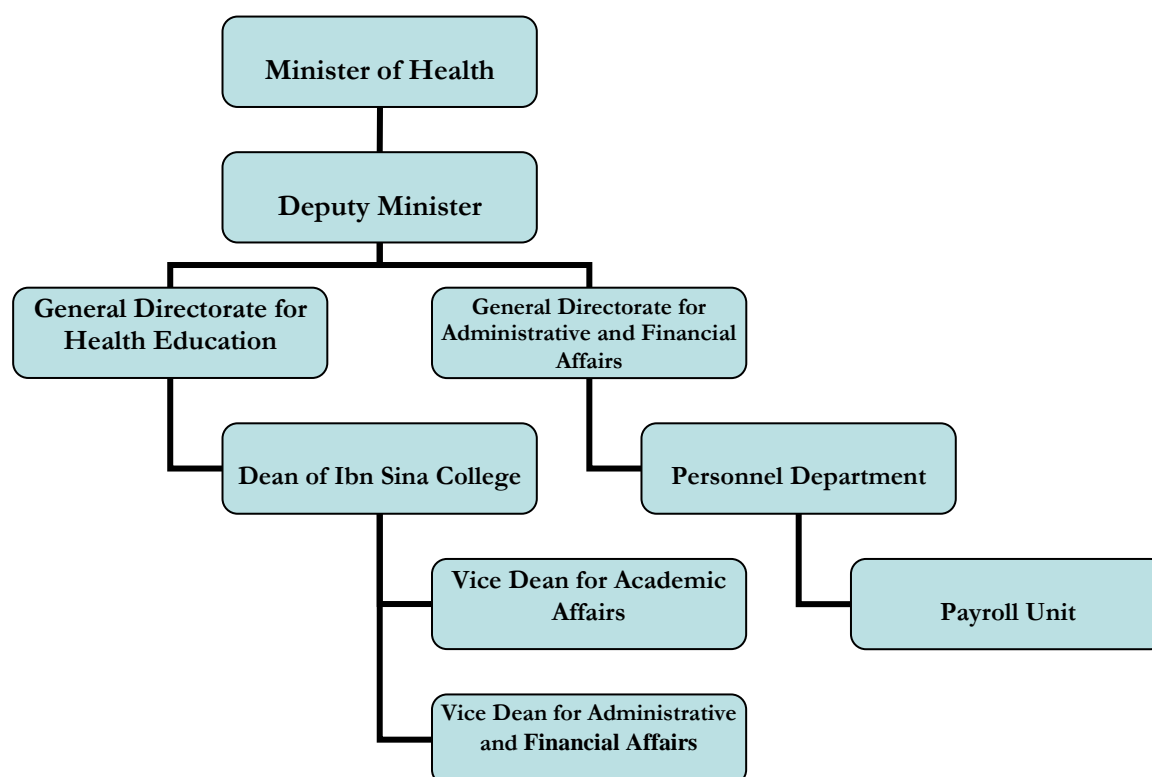 Minister of Health
Deputy Minister
General Directorate for
Health Education
General Directorate for
Administrative and Financial
Affairs
Dean of Ibn Sina College
Personnel Department
Vice Dean for Academic
Affairs
Payroll Unit
Vice Dean for Administrative
and Financial Affairs